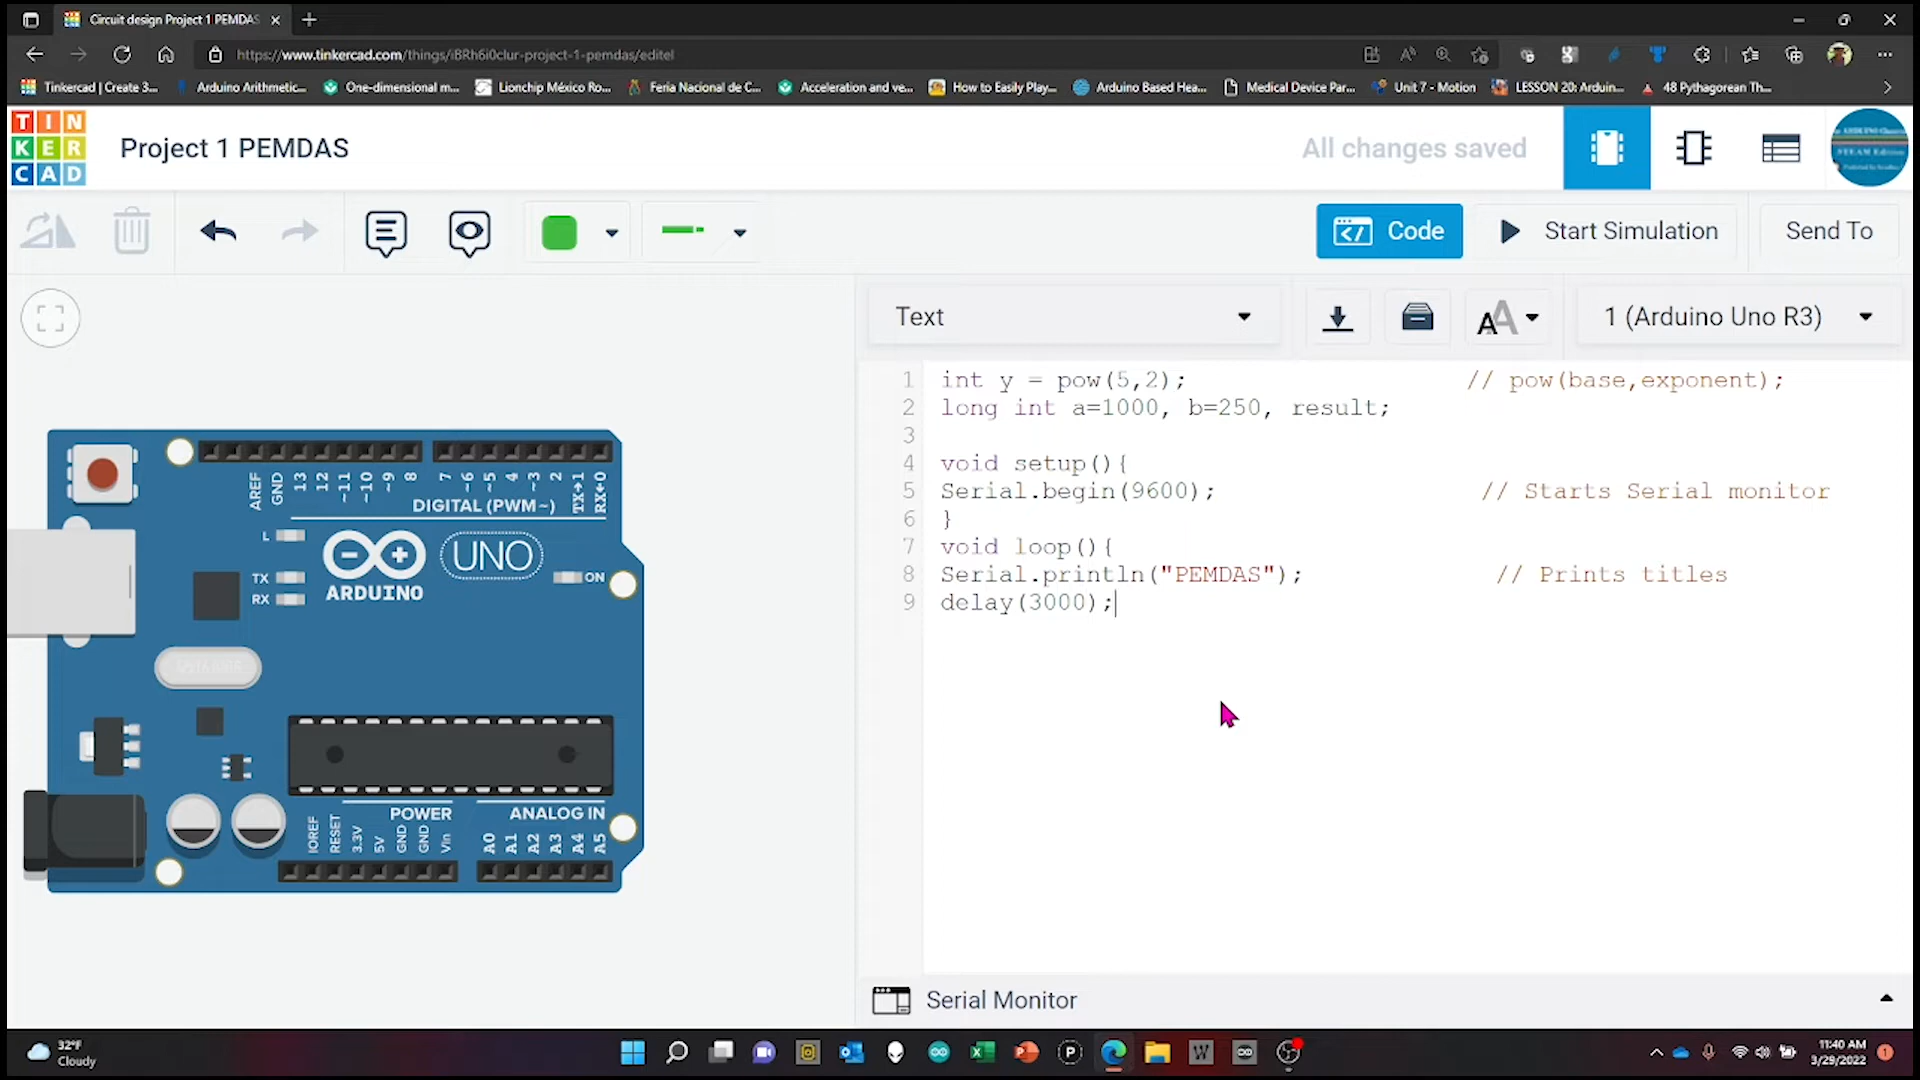 Circuit design Project 1 PEMDAS
https://www.tinkercad.com/things/iBRh6i0clur-project-1-pemdas/editel
Tinkercad | Create 3...
Arduino Arithmetic...
One-dimensional m...
Lionchip México Ro...
Feria Nacional de C...
Acceleration and ve...
How to Easily Play...
Arduino Based Hea...
Medical Device Par...
Unit 7 - Motion
LESSON 20: Arduin...
48 Pythagorean Th...
TIN
KER
CAD
Project 1 PEMDAS
All changes saved
Code
Start Simulation
Send To
Text
1 (Arduino Uno R3)
1 int y = pow(5,2); // pow(base,exponent);
2 long int a=1000, b=250, result;
3
4 void setup(){
5 Serial.begin(9600); // Starts Serial monitor
6 }
7 void loop(){
8 Serial.println("PEMDAS"); // Prints titles
9 delay(3000);
AREF GND 13 12 ~11 ~10 ~9 8 7 ~6 ~5 4 ~3 2 TX→1 RX←0
DIGITAL (PWM~)
L
TX
RX
UNO
ON
ARDUINO
POWER
ANALOG IN
IOREF RESET 3.3V 5V GND GND Vin A0 A1 A2 A3 A4 A5
Serial Monitor
32°F
Cloudy
11:40 AM
3/29/2022
1